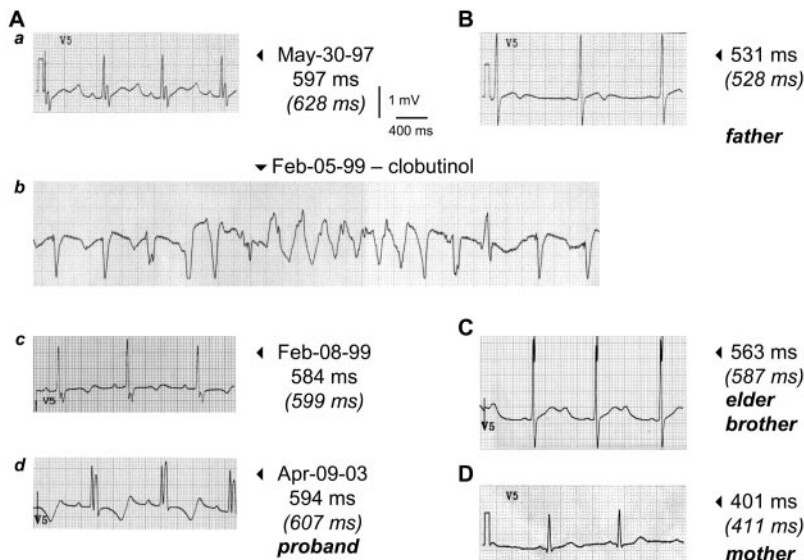 A
a
V5
◄ May-30-97
597 ms
(628 ms)
1 mV
400 ms
B
V5
◄ 531 ms
(528 ms)
father
▼ Feb-05-99 – clobutinol
b
c
V5
◄ Feb-08-99
584 ms
(599 ms)
C
V5
◄ 563 ms
(587 ms)
elder
brother
d
V5
◄ Apr-09-03
594 ms
(607 ms)
proband
D
V5
◄ 401 ms
(411 ms)
mother